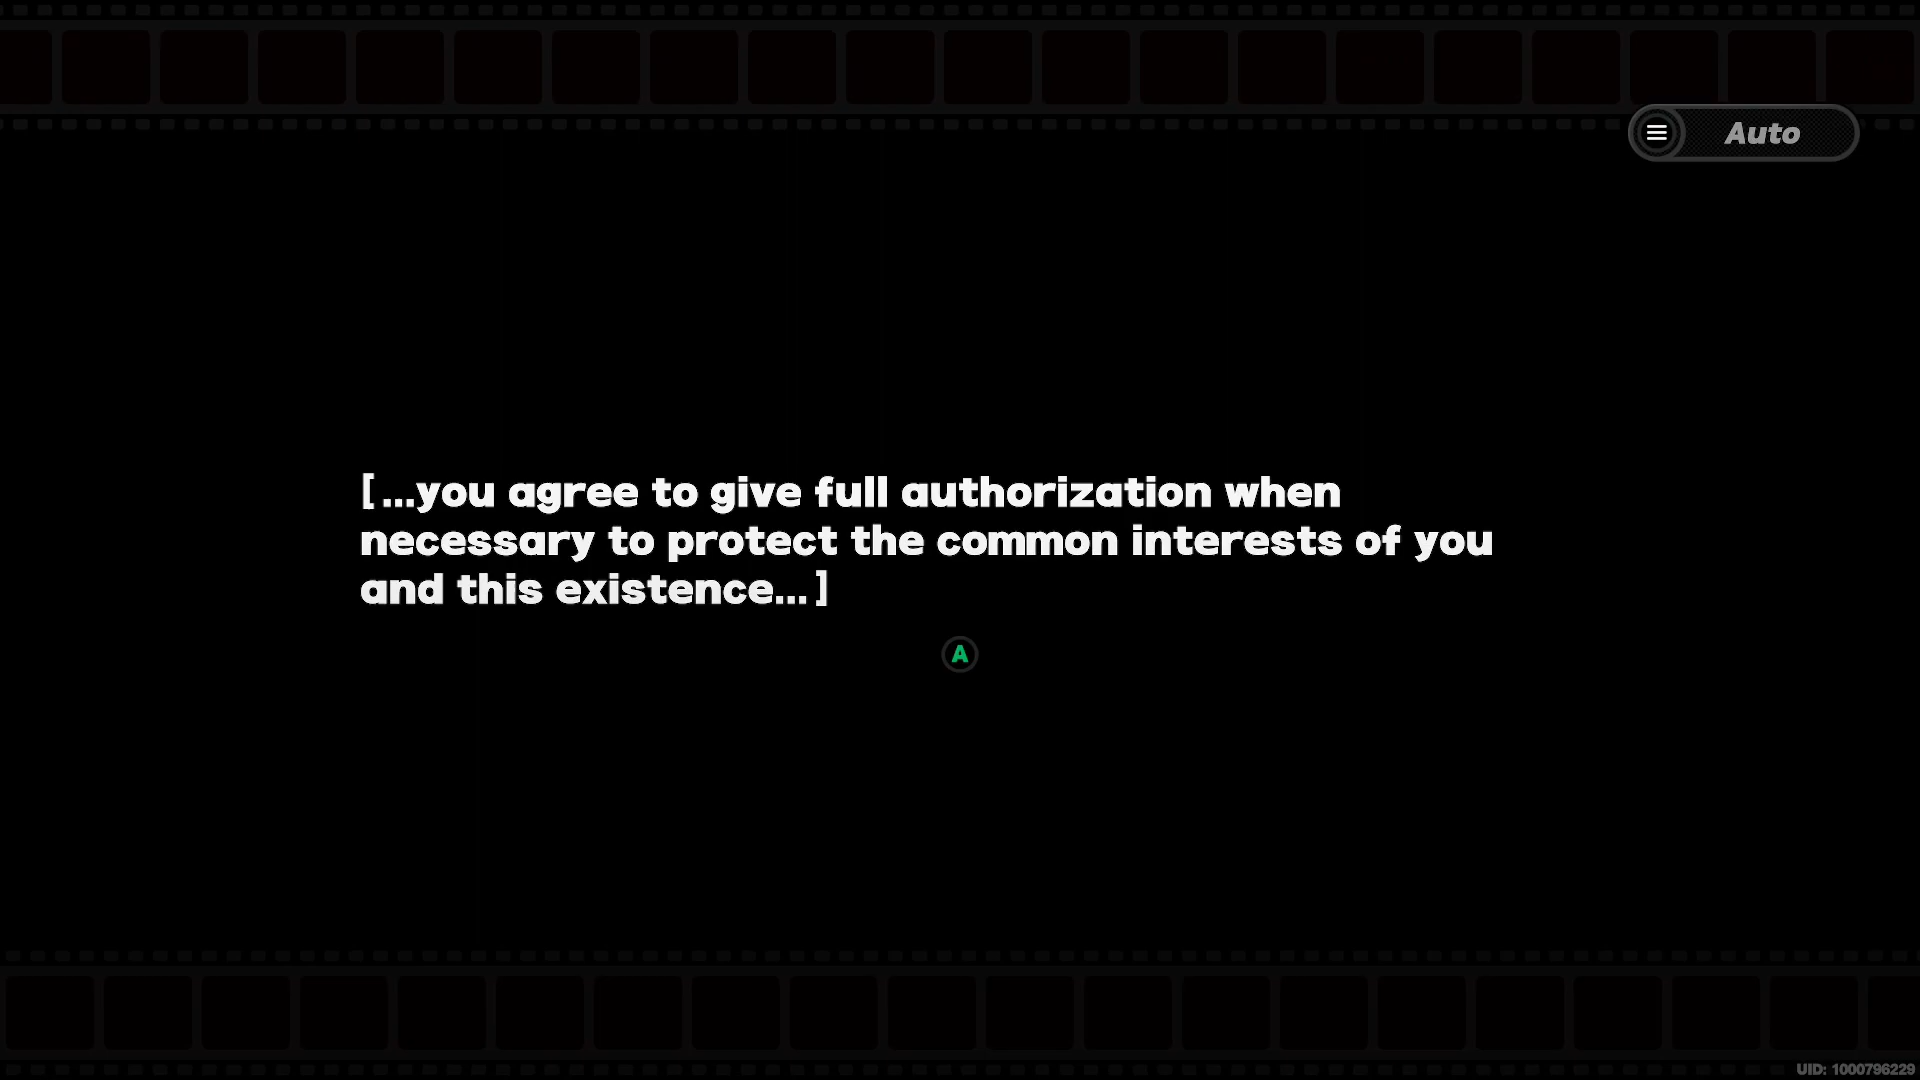 Auto
[...you agree to give full authorization when
necessary to protect the common interests of you
and this existence...]
A
UID: 1000796229